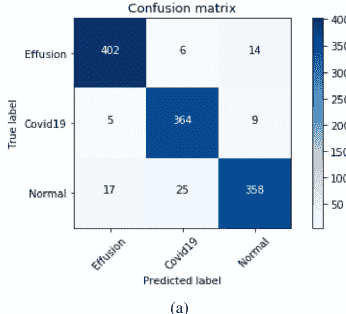 Confusion matrix
True label
Effusion 402 6 14
Covid19 5 364 9
Normal 17 25 358
Effusion Covid19 Normal
Predicted label
400
350
300
250
200
150
100
50
(a)